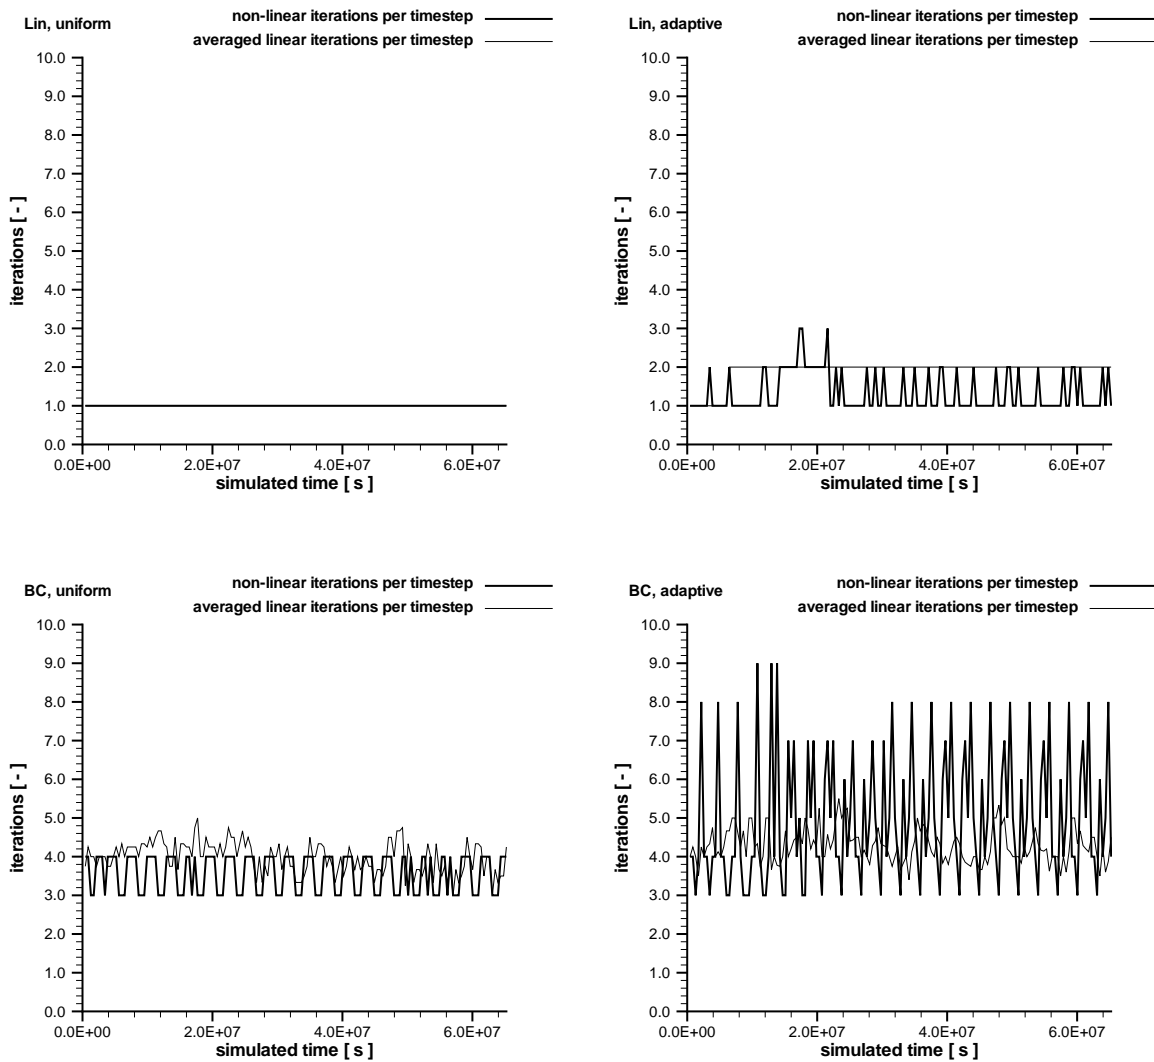 Lin, uniform
non-linear iterations per timestep
averaged linear iterations per timestep
10.0
9.0
8.0
7.0
6.0
5.0
4.0
3.0
2.0
1.0
0.0
iterations [ - ]
0.0E+00 2.0E+07 4.0E+07 6.0E+07
simulated time [ s ]
Lin, adaptive
non-linear iterations per timestep
averaged linear iterations per timestep
10.0
9.0
8.0
7.0
6.0
5.0
4.0
3.0
2.0
1.0
0.0
iterations [ - ]
0.0E+00 2.0E+07 4.0E+07 6.0E+07
simulated time [ s ]
BC, uniform
non-linear iterations per timestep
averaged linear iterations per timestep
10.0
9.0
8.0
7.0
6.0
5.0
4.0
3.0
2.0
1.0
0.0
iterations [ - ]
0.0E+00 2.0E+07 4.0E+07 6.0E+07
simulated time [ s ]
BC, adaptive
non-linear iterations per timestep
averaged linear iterations per timestep
10.0
9.0
8.0
7.0
6.0
5.0
4.0
3.0
2.0
1.0
0.0
iterations [ - ]
0.0E+00 2.0E+07 4.0E+07 6.0E+07
simulated time [ s ]